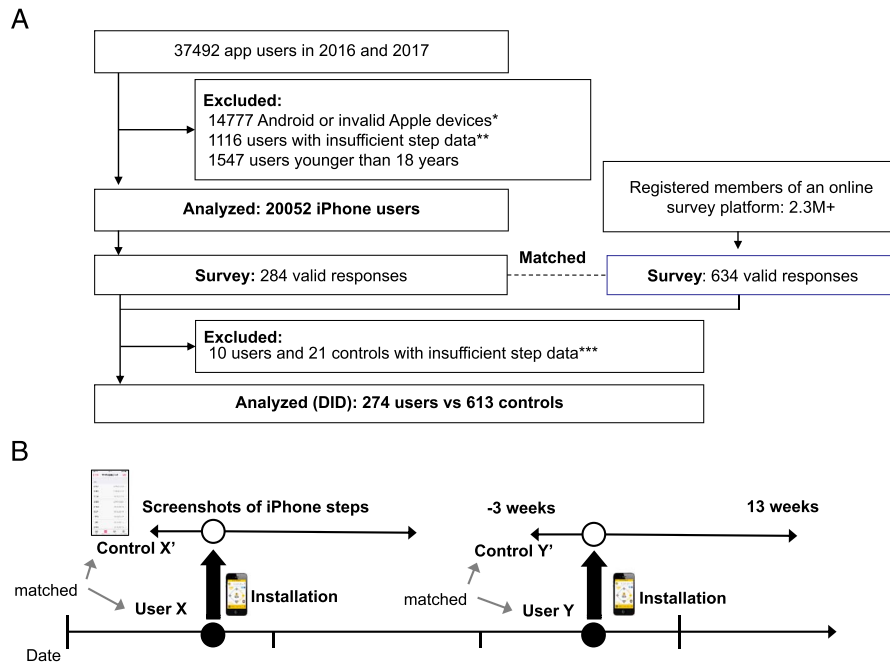 A
37492 app users in 2016 and 2017
Excluded:
14777 Android or invalid Apple devices*
1116 users with insufficient step data**
1547 users younger than 18 years
Registered members of an online
survey platform: 2.3M+
Analyzed: 20052 iPhone users
Matched
Survey: 284 valid responses
Survey: 634 valid responses
Excluded:
10 users and 21 controls with insufficient step data***
Analyzed (DID): 274 users vs 613 controls
B
Screenshots of iPhone steps
-3 weeks
13 weeks
Control X’
Control Y’
matched
matched
Installation
Installation
User X
User Y
Date